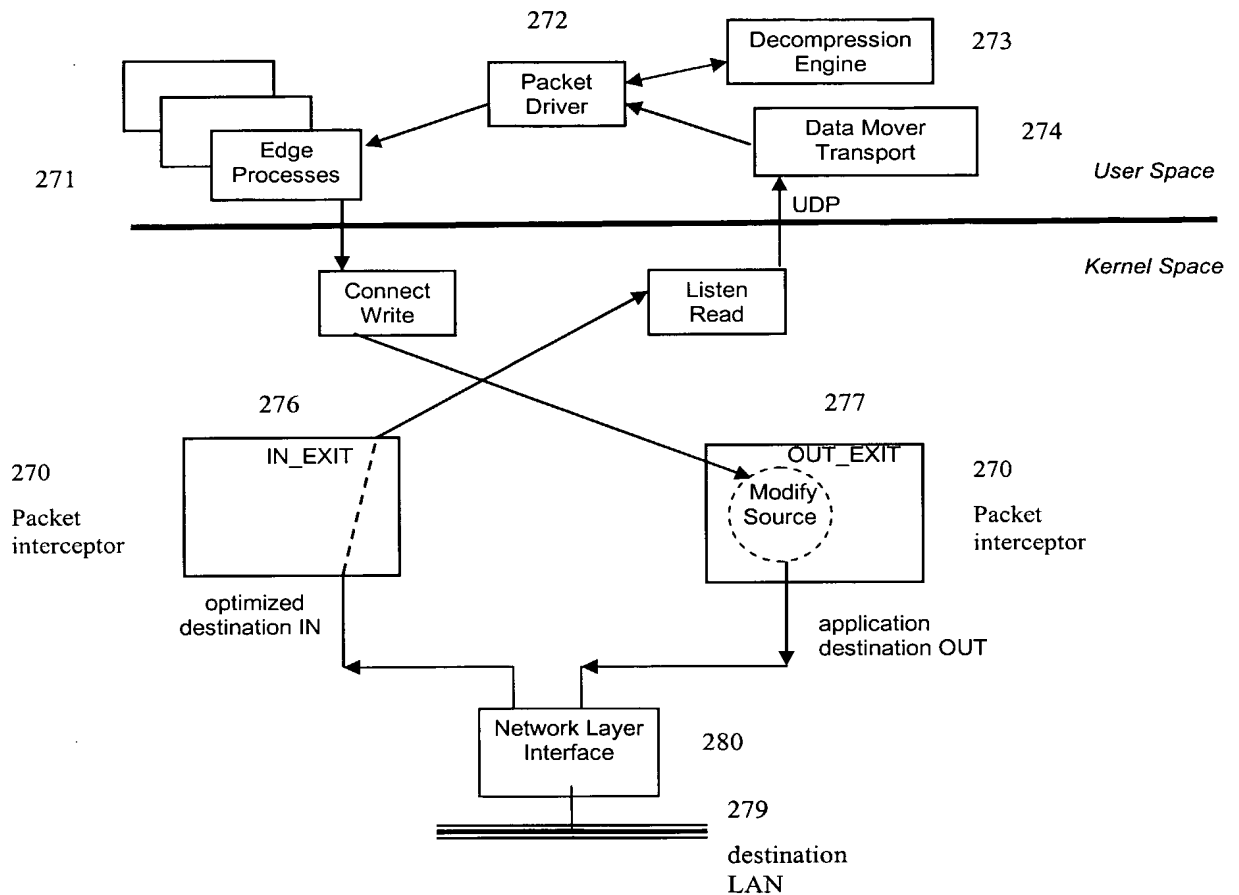 272
Decompression
Engine
273
Packet
Driver
Data Mover
Transport
274
Edge
Processes
271
User Space
UDP
Kernel Space
Connect
Write
Listen
Read
276
277
IN_EXIT
OUT_EXIT
270
Packet
interceptor
Modify
Source
270
Packet
interceptor
optimized
destination IN
application
destination OUT
Network Layer
Interface
280
279
destination
LAN